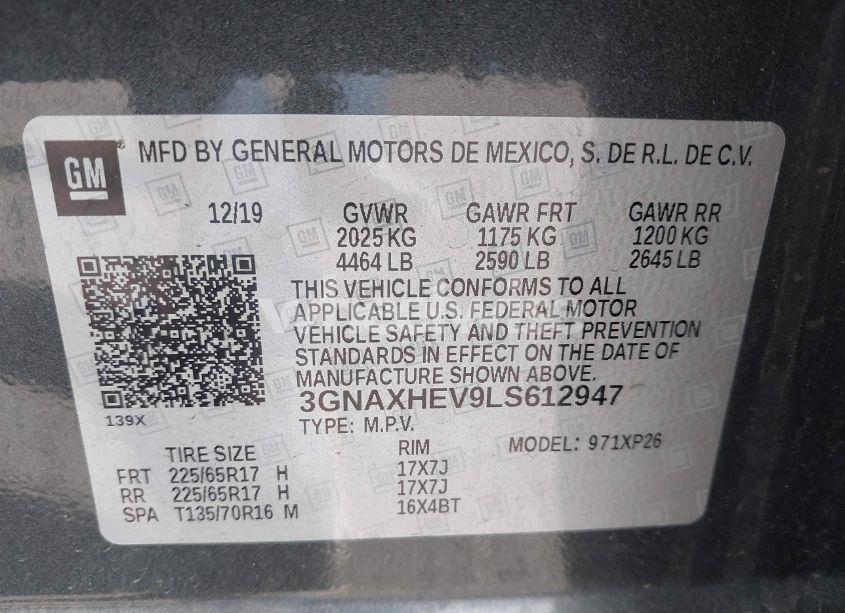 GM ® MFD BY GENERAL MOTORS DE MEXICO, S. DE R.L. DE C.V.
12/19 GVWR GAWR FRT GAWR RR
2025 KG 1175 KG 1200 KG
4464 LB 2590 LB 2645 LB
THIS VEHICLE CONFORMS TO ALL
APPLICABLE U.S. FEDERAL MOTOR
VEHICLE SAFETY AND THEFT PREVENTION
STANDARDS IN EFFECT ON THE DATE OF
MANUFACTURE SHOWN ABOVE.
3GNAXHEV9LS612947
139X
TYPE: M.P.V.
TIRE SIZE RIM MODEL: 971XP26
FRT 225/65R17 H 17X7J
RR 225/65R17 H 17X7J
SPA T135/70R16 M 16X4BT